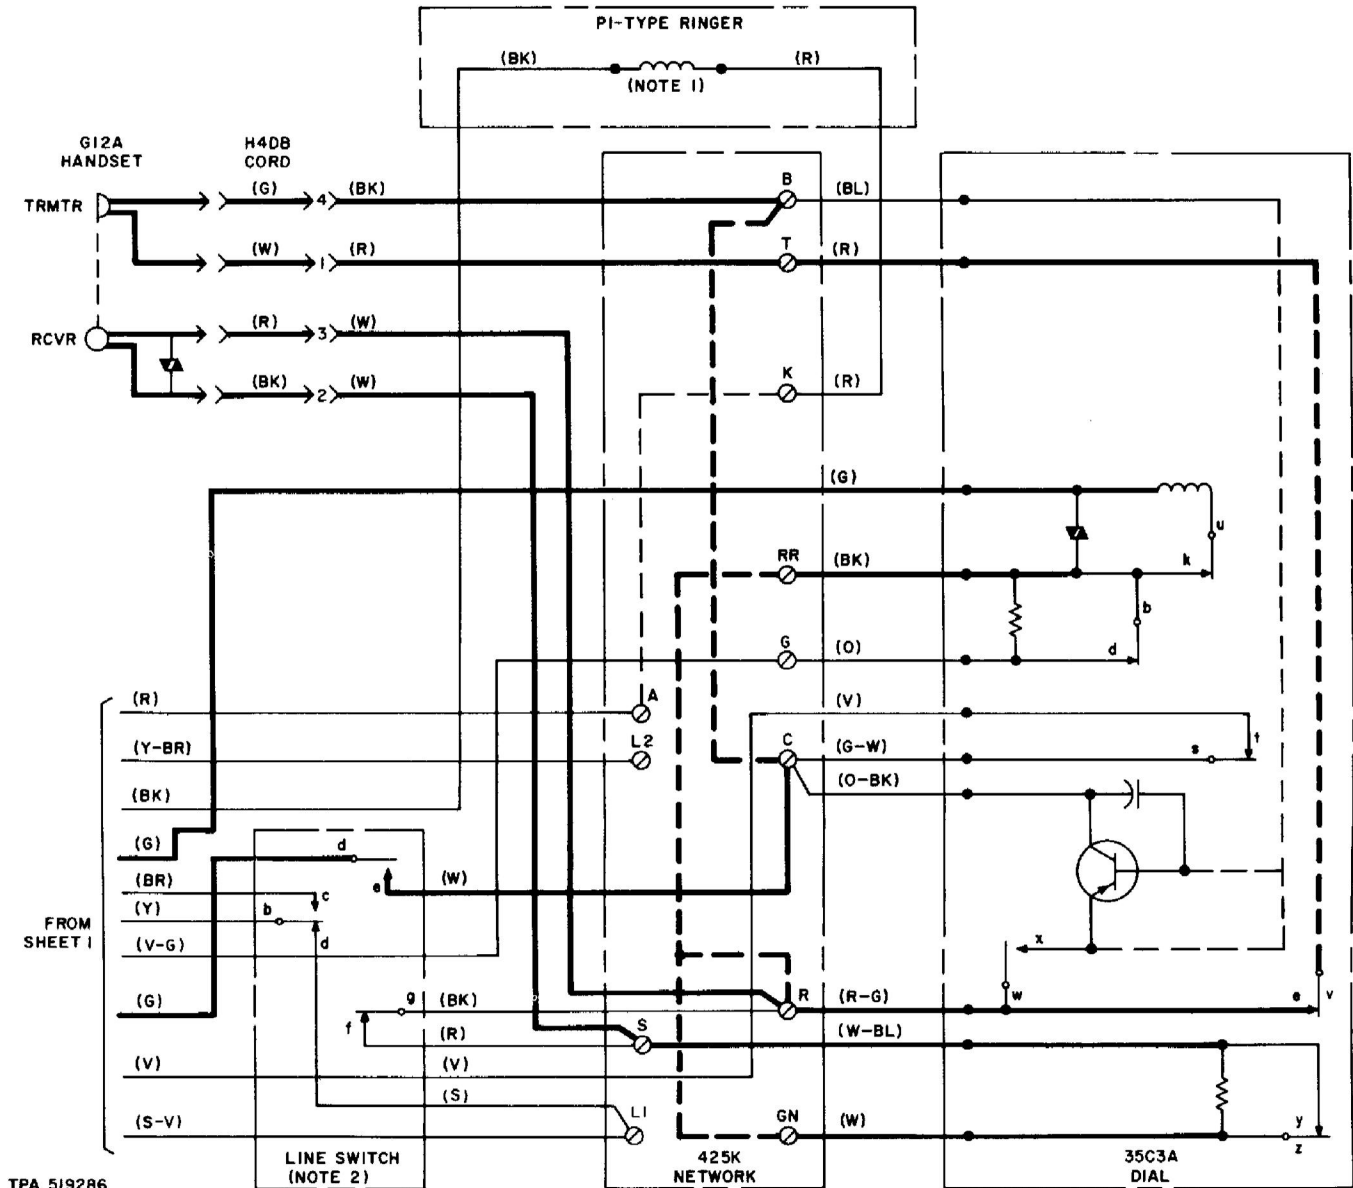 PI-TYPE RINGER
(BK) (R)
(NOTE 1)
G12A
HANDSET
H4DB
CORD
TRMTR (G) 4 (BK) B (BL)
(W) 1 (R) T (R)
RCVR (R) 3 (W)
(BK) 2 (W) K (R)
(G)
u
RR (BK) k
b
G (O) d
(R) A (V)
t
(Y-BR) L2 C (G-W) s
(O-BK)
(BK)
(G) d
(BR) e (W)
c
FROM
SHEET 1
(Y) b
d
(V-G) x
(G) g (BK) R (R-G) w e v
f (R) S (W-BL)
(V) (V)
(S)
(S-V) L1 GN (W) y
z
LINE SWITCH
(NOTE 2)
425K
NETWORK
35C3A
DIAL
TPA 519286